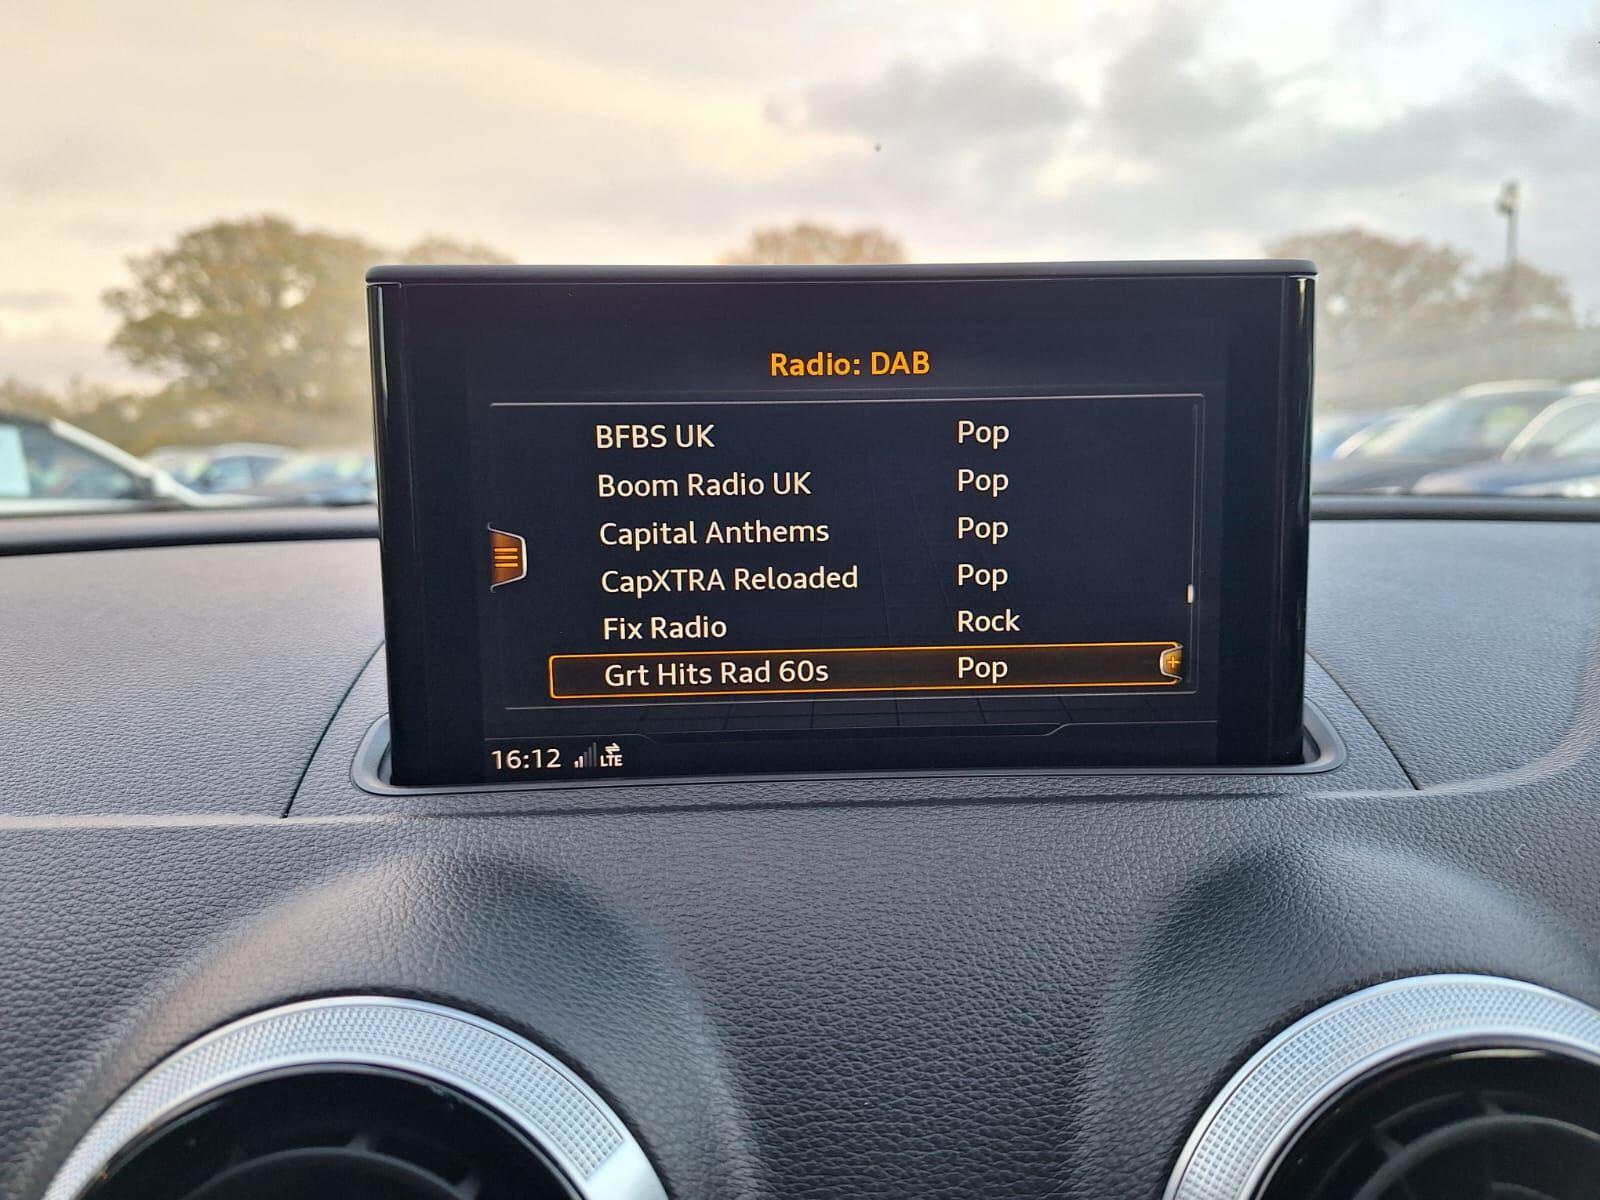 Radio: DAB
BFBS UK Pop
Boom Radio UK Pop
Capital Anthems Pop
CapXTRA Reloaded Pop
Fix Radio Rock
Grt Hits Rad 60s Pop
16:12 LTE